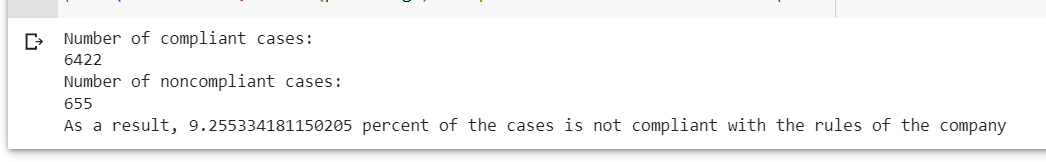 Number of compliant cases:
6422
Number of noncompliant cases:
655
As a result, 9.255334181150205 percent of the cases is not compliant with the rules of the company